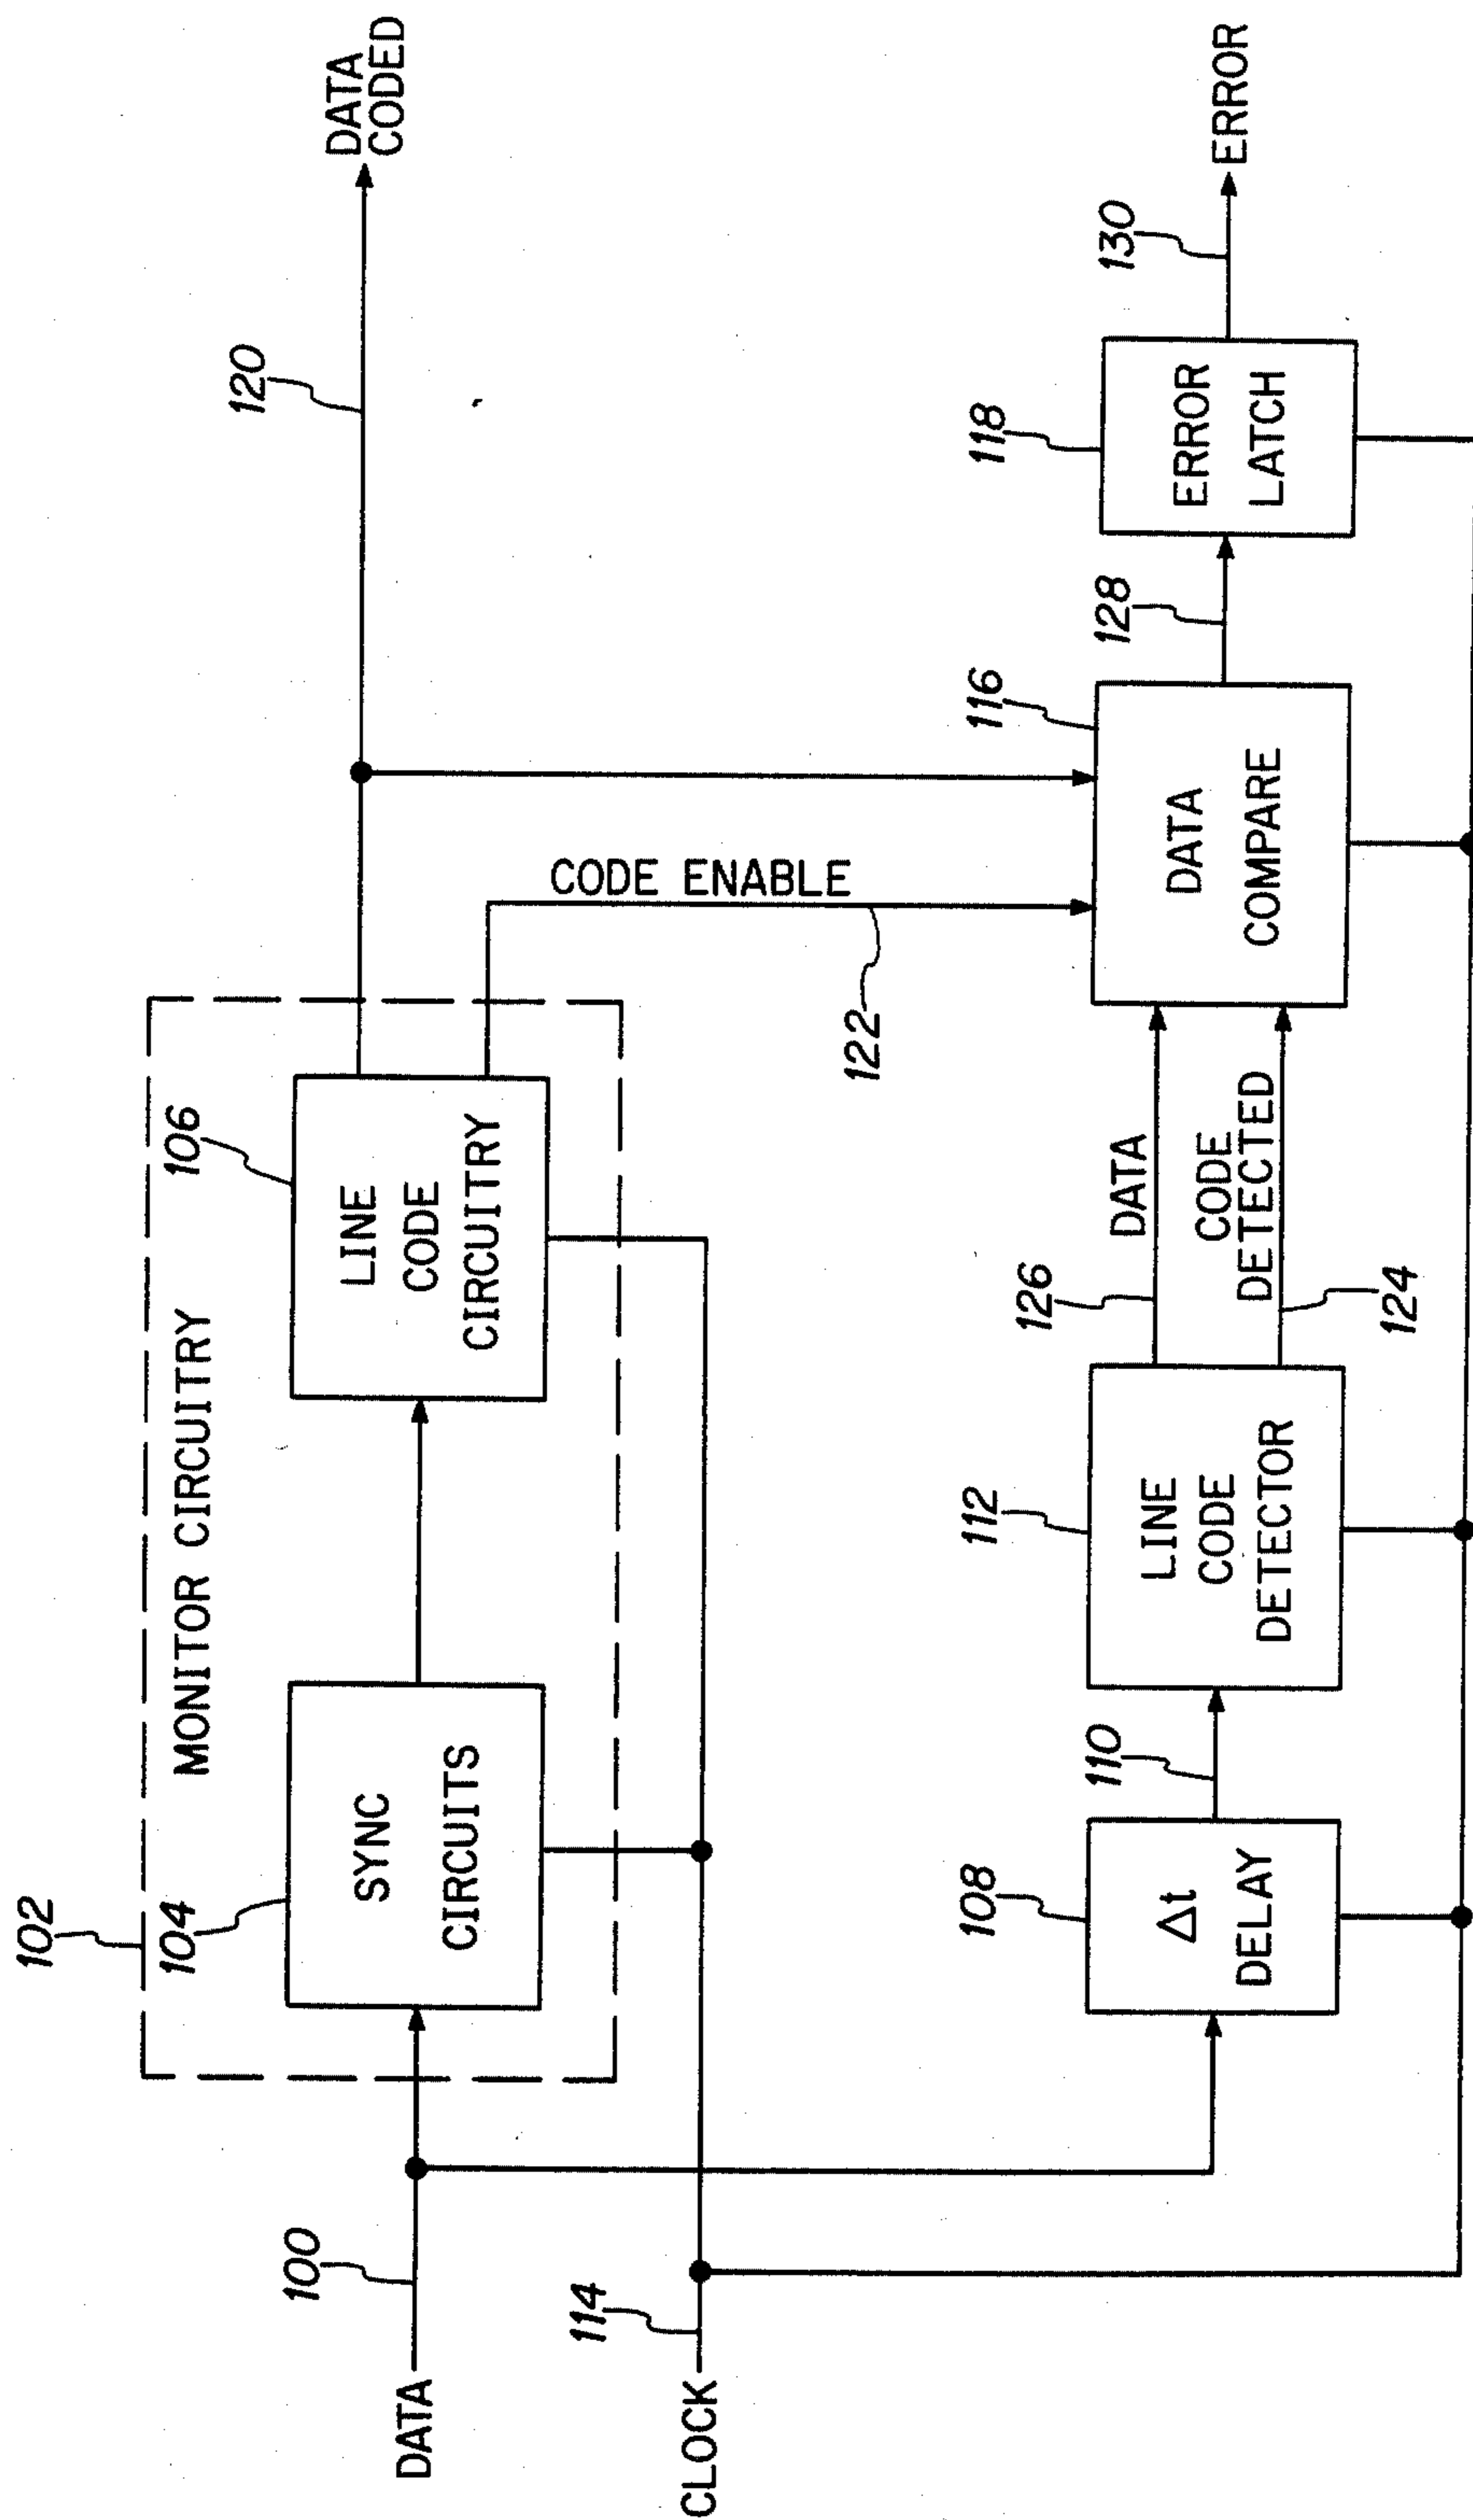 102
MONITOR CIRCUITRY
104
SYNC
CIRCUITS
106
LINE
CODE
CIRCUITRY
120
DATA
CODED
100
DATA
114
CLOCK
CODE ENABLE
122
108
Δt
DELAY
110
112
LINE
CODE
DETECTOR
126
DATA
CODE
DETECTED
124
116
DATA
COMPARE
128
118
ERROR
LATCH
130
ERROR